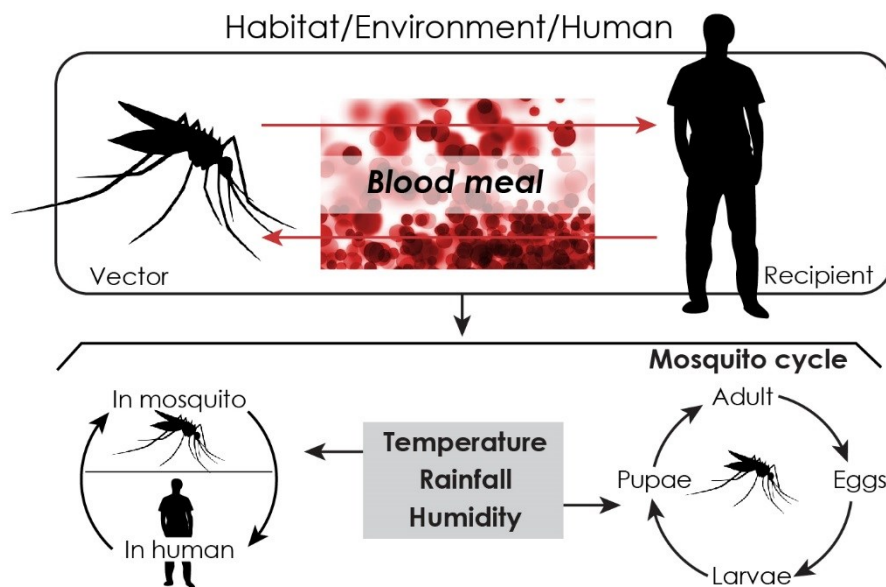 Habitat/Environment/Human
Blood meal
Vector
Recipient
Mosquito cycle
In mosquito
In human
Temperature
Rainfall
Humidity
Adult
Eggs
Larvae
Pupae